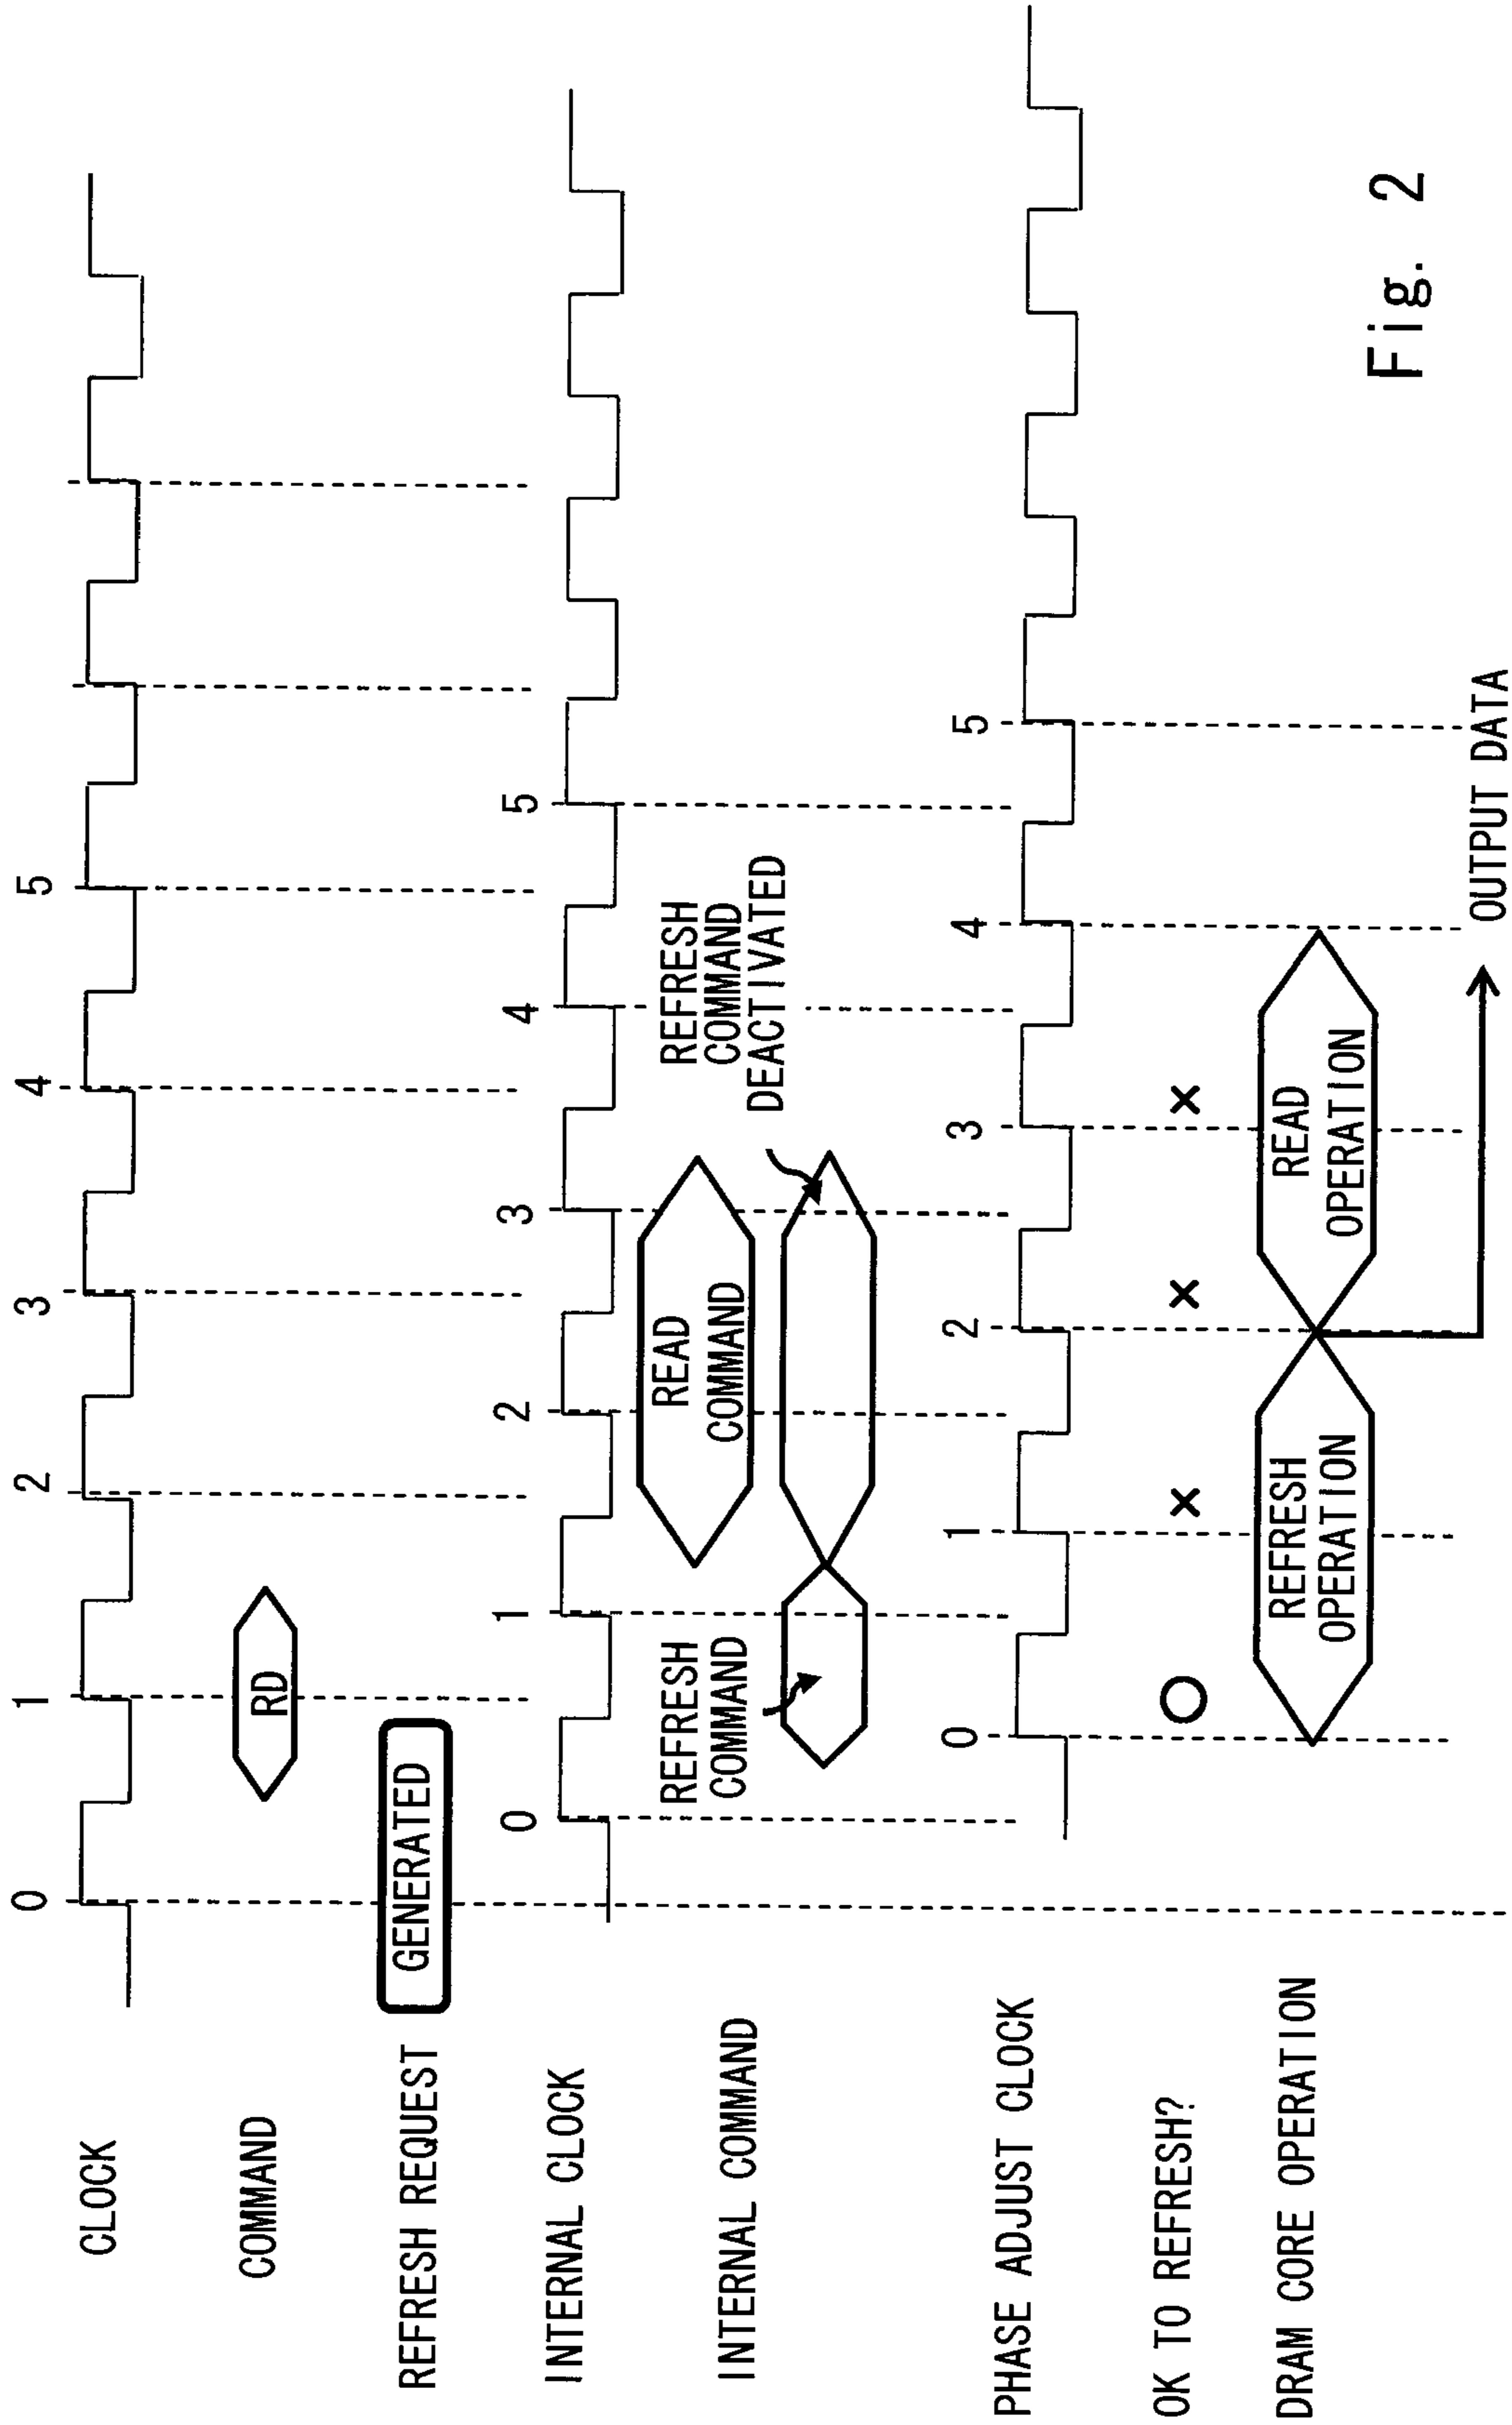 0 1 2 3 4 5
CLOCK
COMMAND
RD
REFRESH REQUEST
GENERATED
0 1 2 3 4 5
INTERNAL CLOCK
INTERNAL COMMAND
REFRESH
COMMAND
READ
COMMAND
REFRESH
COMMAND
DEACTIVATED
0 1 2 3 4 5
PHASE ADJUST CLOCK
OK TO REFRESH?
○ × × ×
DRAM CORE OPERATION
REFRESH
OPERATION
READ
OPERATION
OUTPUT DATA
Fig. 2